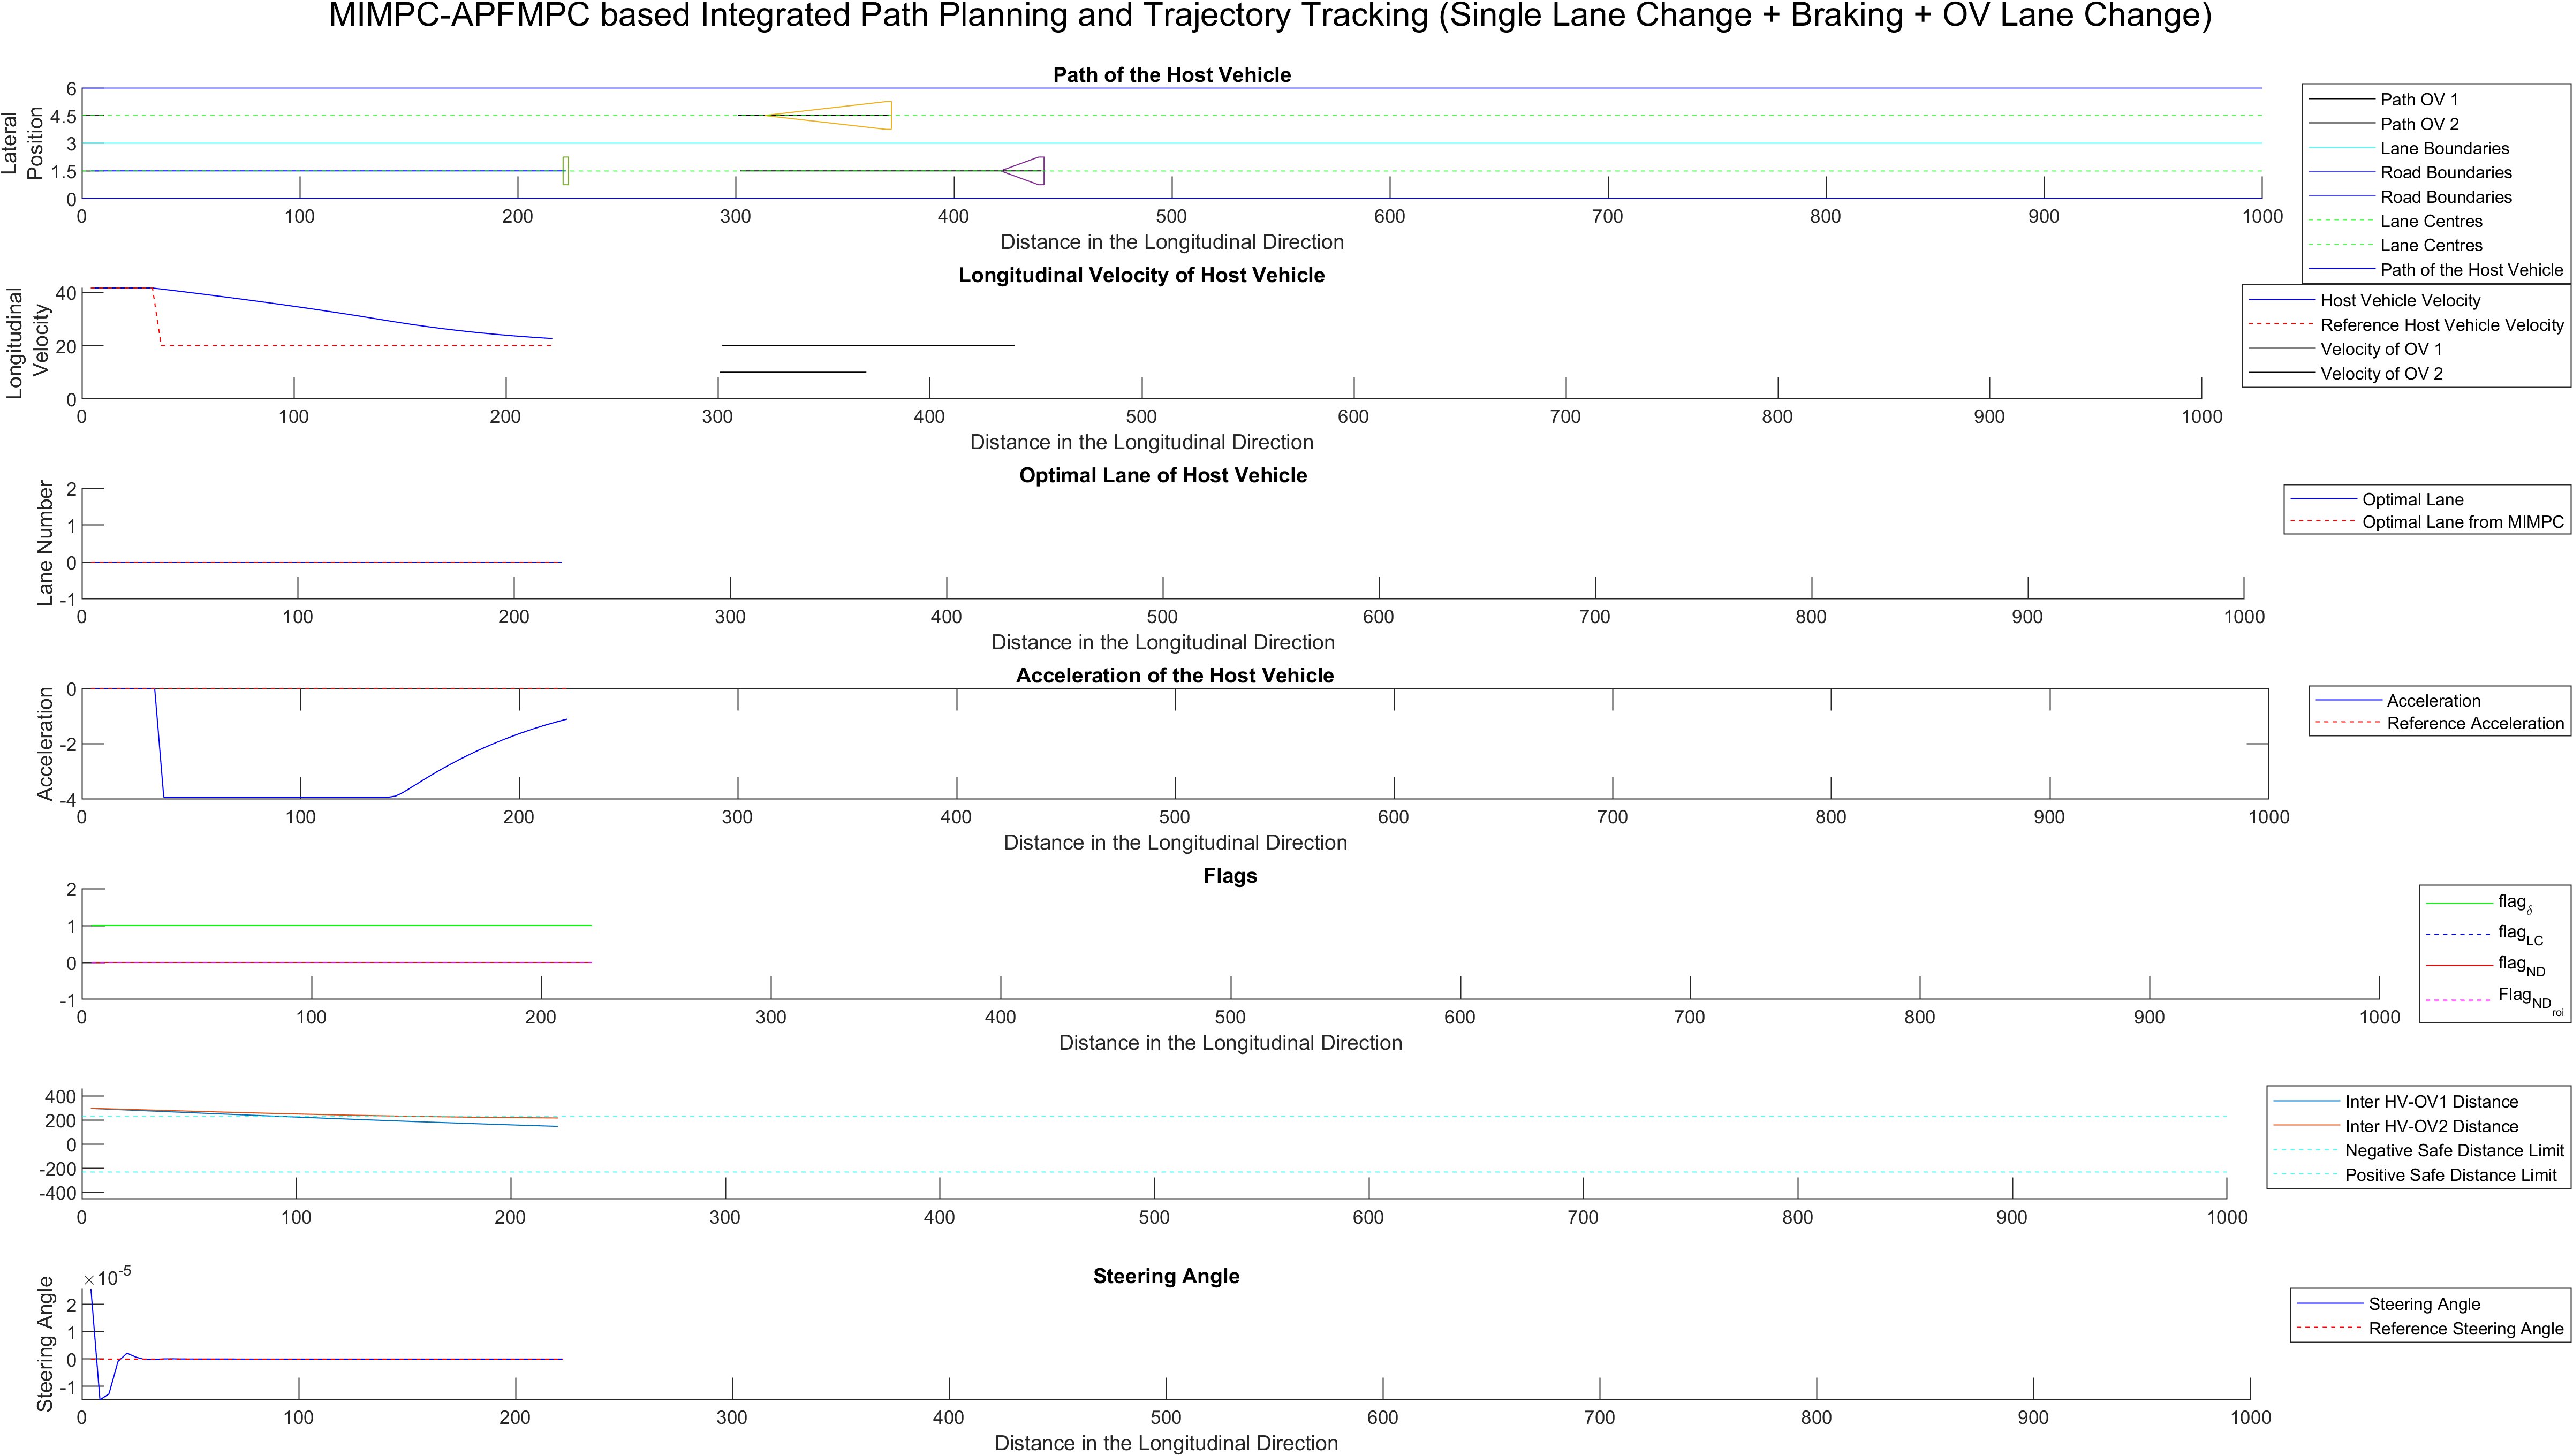 MIMPC-APFMPC based Integrated Path Planning and Trajectory Tracking (Single Lane Change + Braking + OV Lane Change)
Path of the Host Vehicle
Lateral
Position
6
4.5
3
1.5
0
0 100 200 300 400 500 600 700 800 900 1000
Distance in the Longitudinal Direction
Path OV 1
Path OV 2
Lane Boundaries
Road Boundaries
Road Boundaries
Lane Centres
Lane Centres
Path of the Host Vehicle
Longitudinal Velocity of Host Vehicle
Longitudinal
Velocity
40
20
0
0 100 200 300 400 500 600 700 800 900 1000
Distance in the Longitudinal Direction
Host Vehicle Velocity
Reference Host Vehicle Velocity
Velocity of OV 1
Velocity of OV 2
Optimal Lane of Host Vehicle
Lane Number
2
1
0
-1
0 100 200 300 400 500 600 700 800 900 1000
Distance in the Longitudinal Direction
Optimal Lane
Optimal Lane from MIMPC
Acceleration of the Host Vehicle
Acceleration
0
-2
-4
0 100 200 300 400 500 600 700 800 900 1000
Distance in the Longitudinal Direction
Acceleration
Reference Acceleration
Flags
2
1
0
-1
0 100 200 300 400 500 600 700 800 900 1000
Distance in the Longitudinal Direction
flag δ
flag LC
flag ND
Flag ND roi
400
200
0
-200
-400
0 100 200 300 400 500 600 700 800 900 1000
Inter HV-OV1 Distance
Inter HV-OV2 Distance
Negative Safe Distance Limit
Positive Safe Distance Limit
Steering Angle
×10-5
Steering Angle
2
1
0
-1
0 100 200 300 400 500 600 700 800 900 1000
Distance in the Longitudinal Direction
Steering Angle
Reference Steering Angle